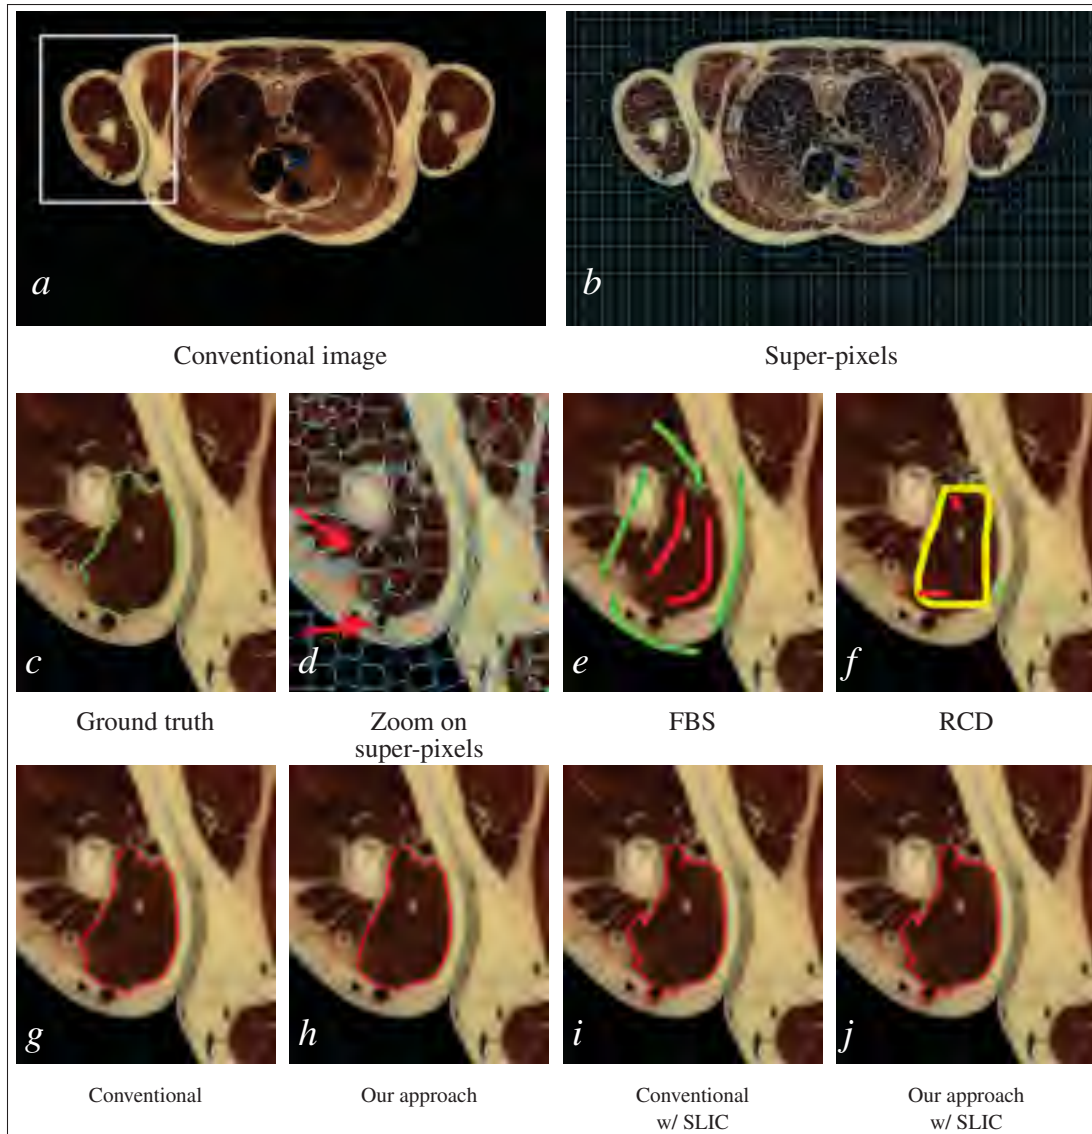 a
b
Conventional image
Super-pixels
c
d
e
f
Ground truth
Zoom on
super-pixels
FBS
RCD
g
h
i
j
Conventional
Our approach
Conventional
w/ SLIC
Our approach
w/ SLIC